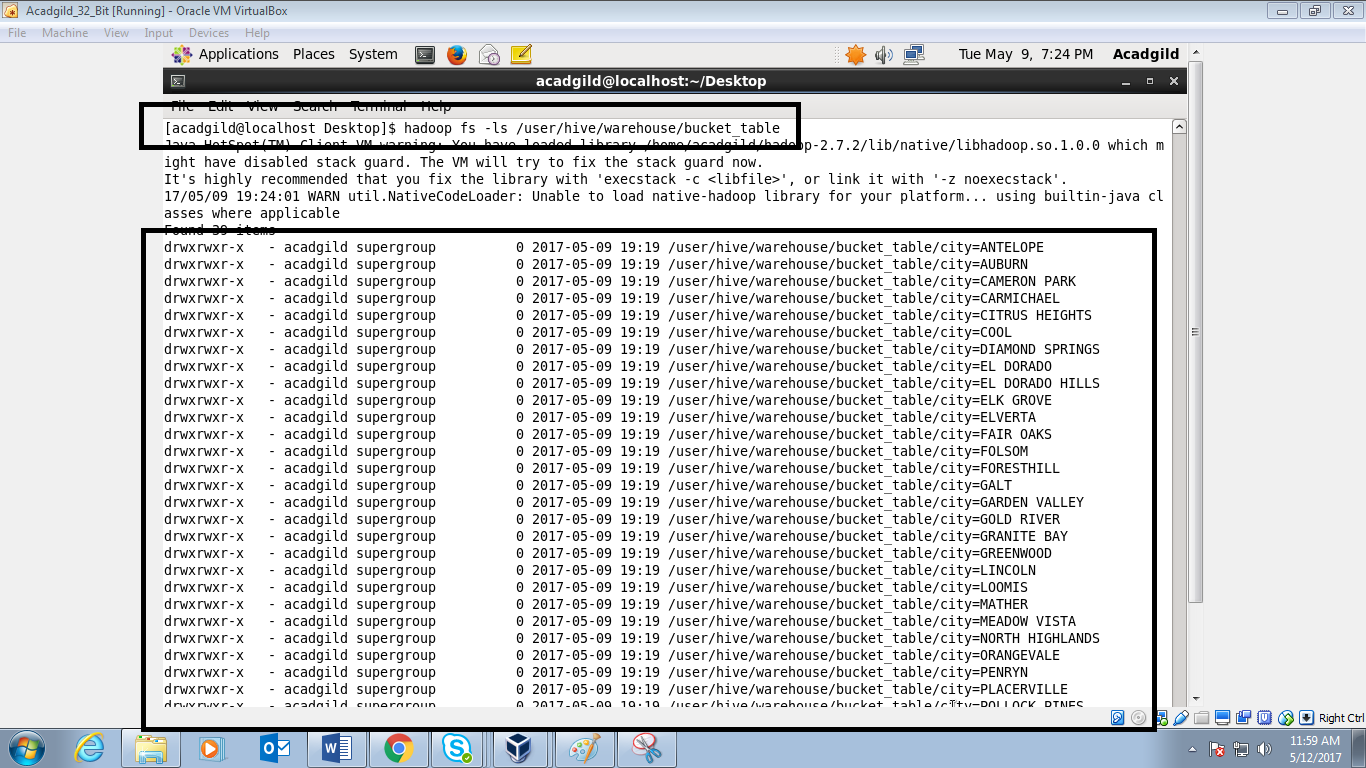 Acadgild_32_Bit [Running] - Oracle VM VirtualBox
File Machine View Input Devices Help
Applications Places System Tue May 9, 7:24 PM Acadgild
acadgild@localhost:~/Desktop
File Edit View Search Terminal Help
[acadgild@localhost Desktop]$ hadoop fs -ls /user/hive/warehouse/bucket_table
Java HotSpot(TM) Client VM warning: You have loaded library /home/acadgild/hadoop-2.7.2/lib/native/libhadoop.so.1.0.0 which m
ight have disabled stack guard. The VM will try to fix the stack guard now.
It's highly recommended that you fix the library with 'execstack -c <libfile>', or link it with '-z noexecstack'.
17/05/09 19:24:01 WARN util.NativeCodeLoader: Unable to load native-hadoop library for your platform... using builtin-java cl
asses where applicable
Found 39 items
drwxrwxr-x - acadgild supergroup 0 2017-05-09 19:19 /user/hive/warehouse/bucket_table/city=ANTELOPE
drwxrwxr-x - acadgild supergroup 0 2017-05-09 19:19 /user/hive/warehouse/bucket_table/city=AUBURN
drwxrwxr-x - acadgild supergroup 0 2017-05-09 19:19 /user/hive/warehouse/bucket_table/city=CAMERON PARK
drwxrwxr-x - acadgild supergroup 0 2017-05-09 19:19 /user/hive/warehouse/bucket_table/city=CARMICHAEL
drwxrwxr-x - acadgild supergroup 0 2017-05-09 19:19 /user/hive/warehouse/bucket_table/city=CITRUS HEIGHTS
drwxrwxr-x - acadgild supergroup 0 2017-05-09 19:19 /user/hive/warehouse/bucket_table/city=COOL
drwxrwxr-x - acadgild supergroup 0 2017-05-09 19:19 /user/hive/warehouse/bucket_table/city=DIAMOND SPRINGS
drwxrwxr-x - acadgild supergroup 0 2017-05-09 19:19 /user/hive/warehouse/bucket_table/city=EL DORADO
drwxrwxr-x - acadgild supergroup 0 2017-05-09 19:19 /user/hive/warehouse/bucket_table/city=EL DORADO HILLS
drwxrwxr-x - acadgild supergroup 0 2017-05-09 19:19 /user/hive/warehouse/bucket_table/city=ELK GROVE
drwxrwxr-x - acadgild supergroup 0 2017-05-09 19:19 /user/hive/warehouse/bucket_table/city=ELVERTA
drwxrwxr-x - acadgild supergroup 0 2017-05-09 19:19 /user/hive/warehouse/bucket_table/city=FAIR OAKS
drwxrwxr-x - acadgild supergroup 0 2017-05-09 19:19 /user/hive/warehouse/bucket_table/city=FOLSOM
drwxrwxr-x - acadgild supergroup 0 2017-05-09 19:19 /user/hive/warehouse/bucket_table/city=FORESTHILL
drwxrwxr-x - acadgild supergroup 0 2017-05-09 19:19 /user/hive/warehouse/bucket_table/city=GALT
drwxrwxr-x - acadgild supergroup 0 2017-05-09 19:19 /user/hive/warehouse/bucket_table/city=GARDEN VALLEY
drwxrwxr-x - acadgild supergroup 0 2017-05-09 19:19 /user/hive/warehouse/bucket_table/city=GOLD RIVER
drwxrwxr-x - acadgild supergroup 0 2017-05-09 19:19 /user/hive/warehouse/bucket_table/city=GRANITE BAY
drwxrwxr-x - acadgild supergroup 0 2017-05-09 19:19 /user/hive/warehouse/bucket_table/city=GREENWOOD
drwxrwxr-x - acadgild supergroup 0 2017-05-09 19:19 /user/hive/warehouse/bucket_table/city=LINCOLN
drwxrwxr-x - acadgild supergroup 0 2017-05-09 19:19 /user/hive/warehouse/bucket_table/city=LOOMIS
drwxrwxr-x - acadgild supergroup 0 2017-05-09 19:19 /user/hive/warehouse/bucket_table/city=MATHER
drwxrwxr-x - acadgild supergroup 0 2017-05-09 19:19 /user/hive/warehouse/bucket_table/city=MEADOW VISTA
drwxrwxr-x - acadgild supergroup 0 2017-05-09 19:19 /user/hive/warehouse/bucket_table/city=NORTH HIGHLANDS
drwxrwxr-x - acadgild supergroup 0 2017-05-09 19:19 /user/hive/warehouse/bucket_table/city=ORANGEVALE
drwxrwxr-x - acadgild supergroup 0 2017-05-09 19:19 /user/hive/warehouse/bucket_table/city=PENRYN
drwxrwxr-x - acadgild supergroup 0 2017-05-09 19:19 /user/hive/warehouse/bucket_table/city=PLACERVILLE
drwxrwxr-x - acadgild supergroup 0 2017-05-09 19:19 /user/hive/warehouse/bucket_table/city=POLLOCK PINES
Right Ctrl
11:59 AM
5/12/2017